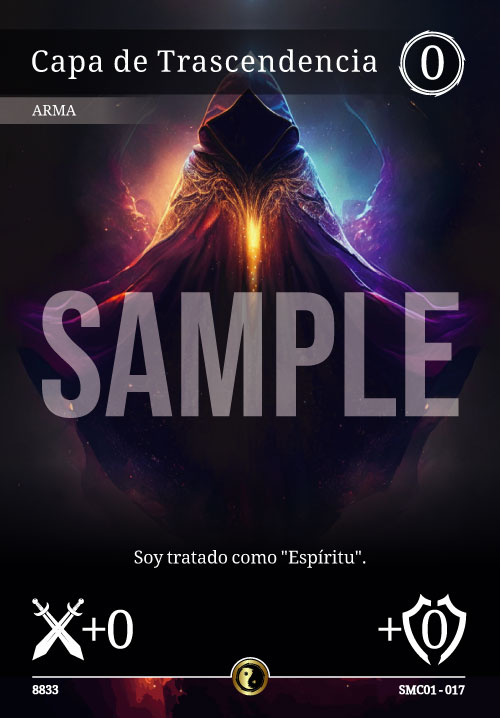 Capa de Trascendencia 0
ARMA
SAMPLE
Soy tratado como "Espíritu".
+0 +0
8833 SMC01 - 017